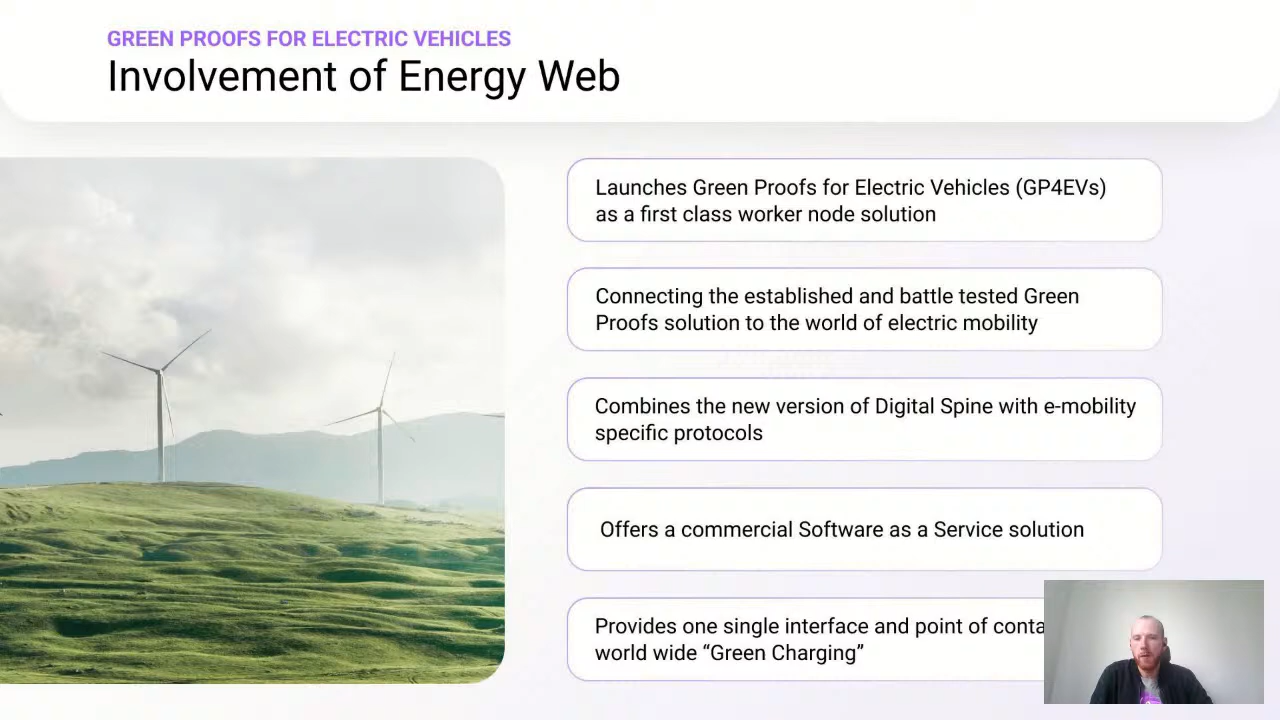 GREEN PROOFS FOR ELECTRIC VEHICLES
Involvement of Energy Web
Launches Green Proofs for Electric Vehicles (GP4EVs)
as a first class worker node solution
Connecting the established and battle tested Green
Proofs solution to the world of electric mobility
Combines the new version of Digital Spine with e-mobility
specific protocols
Offers a commercial Software as a Service solution
Provides one single interface and point of
world wide “Green Charging”